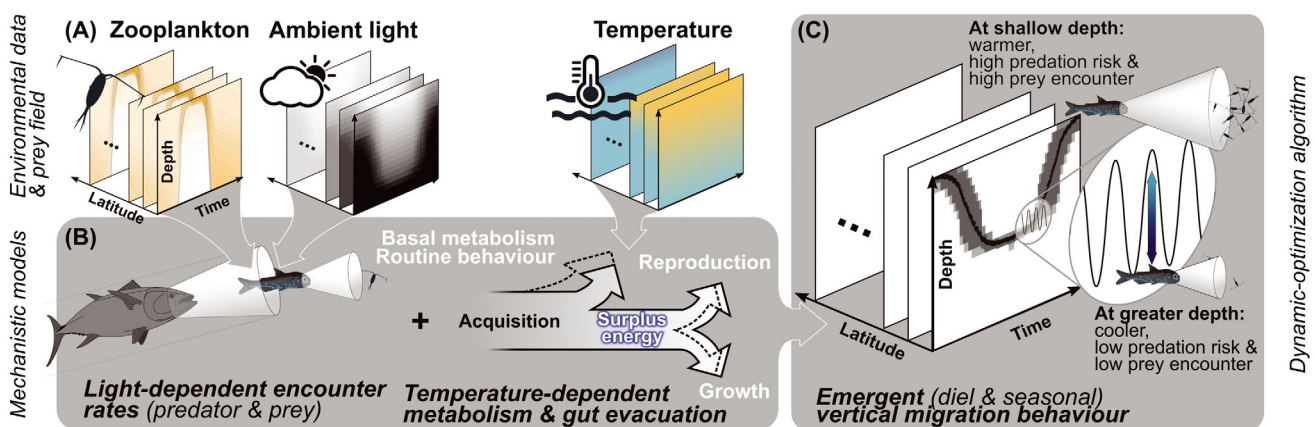 Environmental data
& prey field
(A)
Zooplankton
Ambient light
Temperature
...
Depth
Latitude
Time
Mechanistic models
(B)
Basal metabolism
Routine behaviour
Reproduction
+
Acquisition
Surplus
energy
Growth
Light-dependent encounter
rates (predator & prey)
Temperature-dependent
metabolism & gut evacuation
(C)
At shallow depth:
warmer,
high predation risk &
high prey encounter
...
Depth
Latitude
Time
At greater depth:
cooler,
low predation risk &
low prey encounter
Emergent (diel & seasonal)
vertical migration behaviour
Dynamic-optimization algorithm